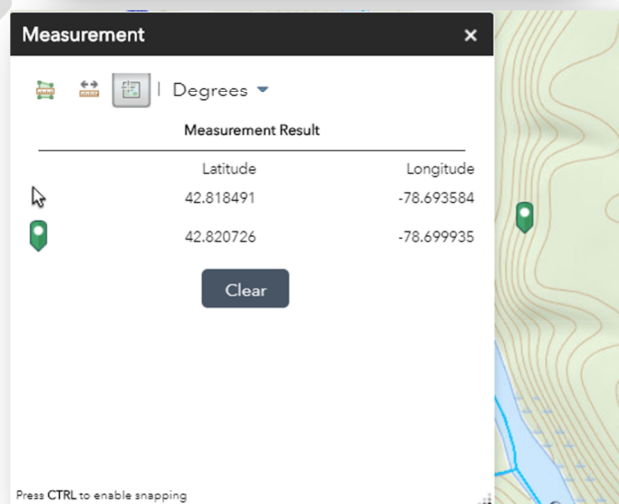 Measurement
Degrees
Measurement Result
Latitude Longitude
42.818491 -78.693584
42.820726 -78.699935
Clear
Press CTRL to enable snapping